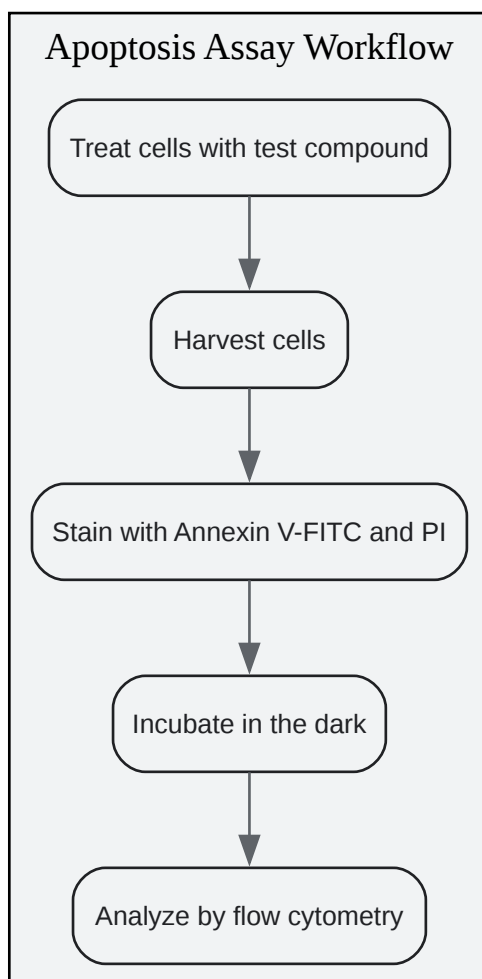 Apoptosis Assay Workflow
Treat cells with test compound
Harvest cells
Stain with Annexin V-FITC and PI
Incubate in the dark
Analyze by flow cytometry